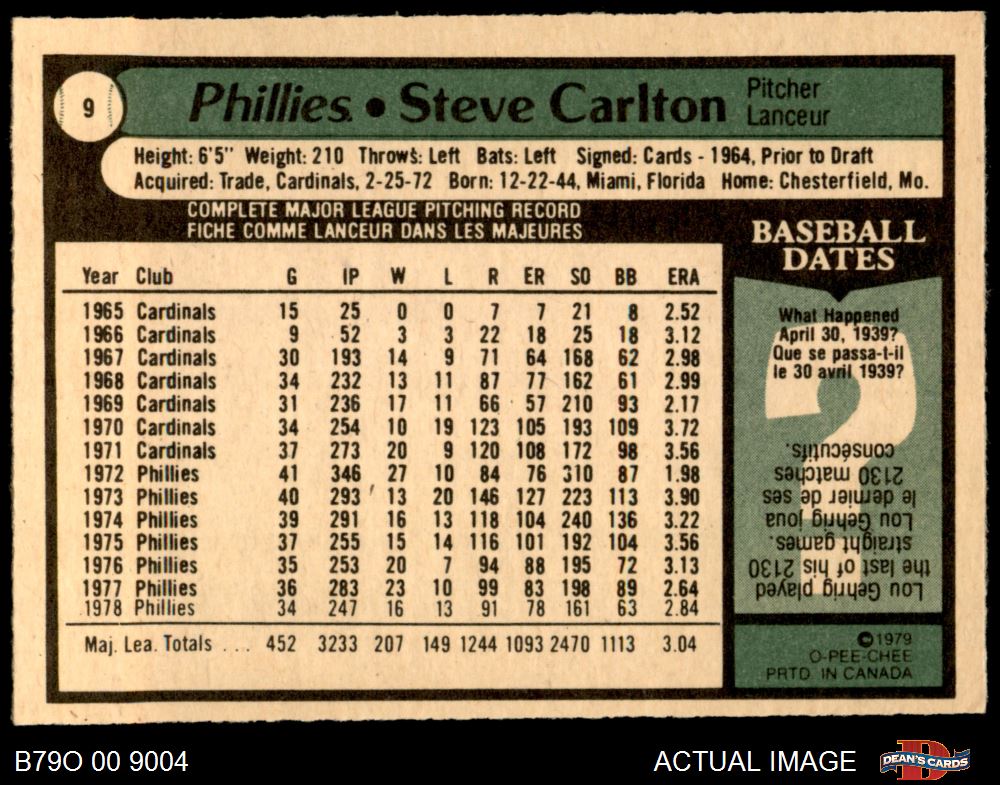 9
Phillies • Steve Carlton
Pitcher
Lanceur
Height: 6'5" Weight: 210 Throws: Left Bats: Left Signed: Cards - 1964, Prior to Draft
Acquired: Trade, Cardinals, 2-25-72 Born: 12-22-44, Miami, Florida Home: Chesterfield, Mo.
COMPLETE MAJOR LEAGUE PITCHING RECORD
FICHE COMME LANCEUR DANS LES MAJEURES
Year Club G IP W L R ER SO BB ERA
1965 Cardinals 15 25 0 0 7 7 21 8 2.52
1966 Cardinals 9 52 3 3 22 18 25 18 3.12
1967 Cardinals 30 193 14 9 71 64 168 62 2.98
1968 Cardinals 34 232 13 11 87 77 162 61 2.99
1969 Cardinals 31 236 17 11 66 57 210 93 2.17
1970 Cardinals 34 254 10 19 123 105 193 109 3.72
1971 Cardinals 37 273 20 9 120 108 172 98 3.56
1972 Phillies 41 346 27 10 84 76 310 87 1.98
1973 Phillies 40 293 13 20 146 127 223 113 3.90
1974 Phillies 39 291 16 13 118 104 240 136 3.22
1975 Phillies 37 255 15 14 116 101 192 104 3.56
1976 Phillies 35 253 20 7 94 88 195 72 3.13
1977 Phillies 36 283 23 10 99 83 198 89 2.64
1978 Phillies 34 247 16 13 91 78 161 63 2.84
Maj. Lea. Totals ... 452 3233 207 149 1244 1093 2470 1113 3.04
BASEBALL
DATES
What Happened
April 30, 1939?
Que se passa-t-il
le 30 avril 1939?
Lou Gehrig played
the last of his 2130
straight games.
Lou Gehrig joua
le dernier de ses
2130 matches
consécutifs.
©1979
O-PEE-CHEE
PRTD. IN CANADA
B79O 00 9004
ACTUAL IMAGE
D
DEAN'S CARDS